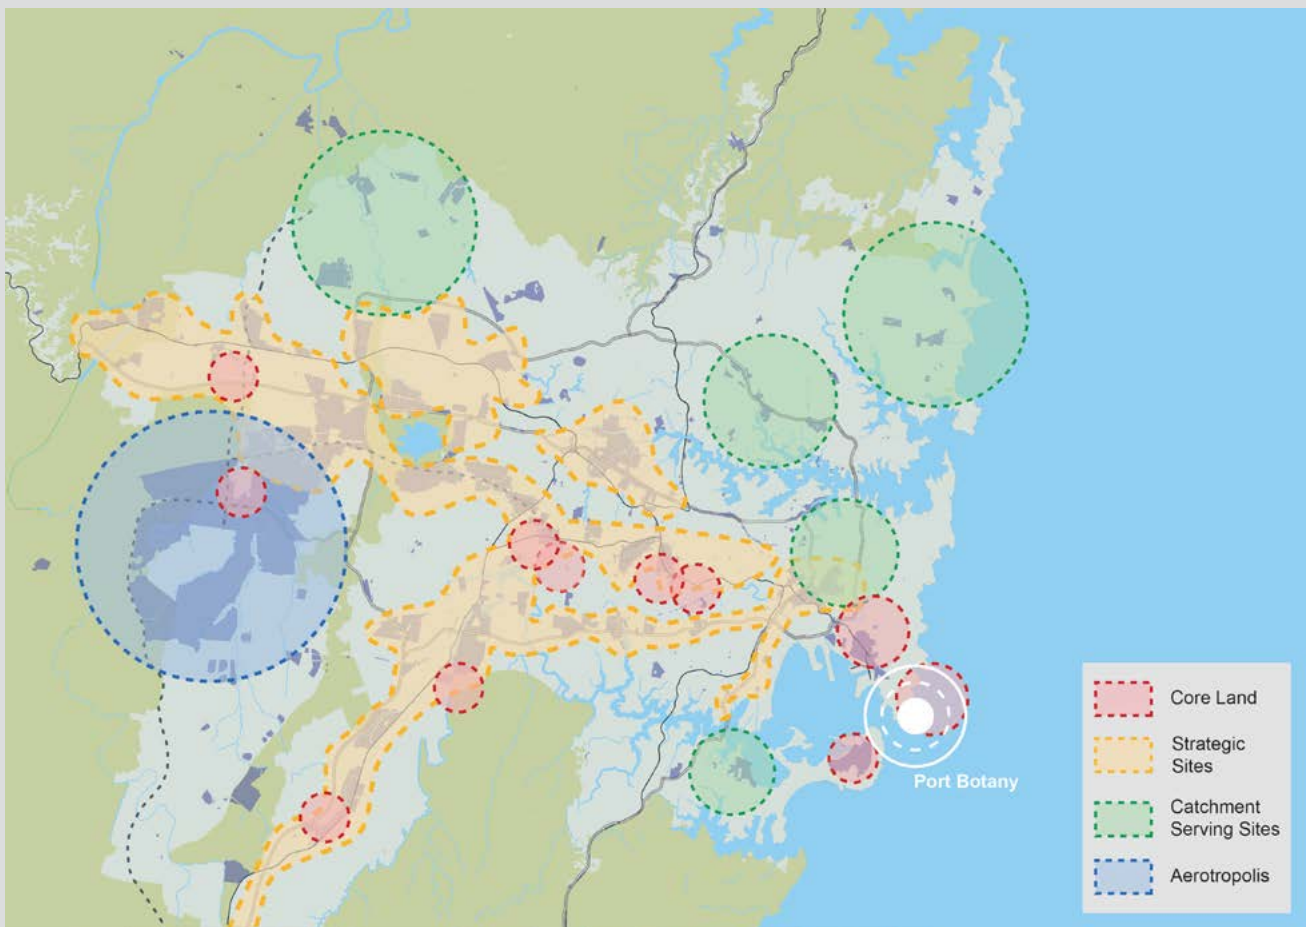 Port Botany
Core Land
Strategic
Sites
Catchment
Serving Sites
Aerotropolis